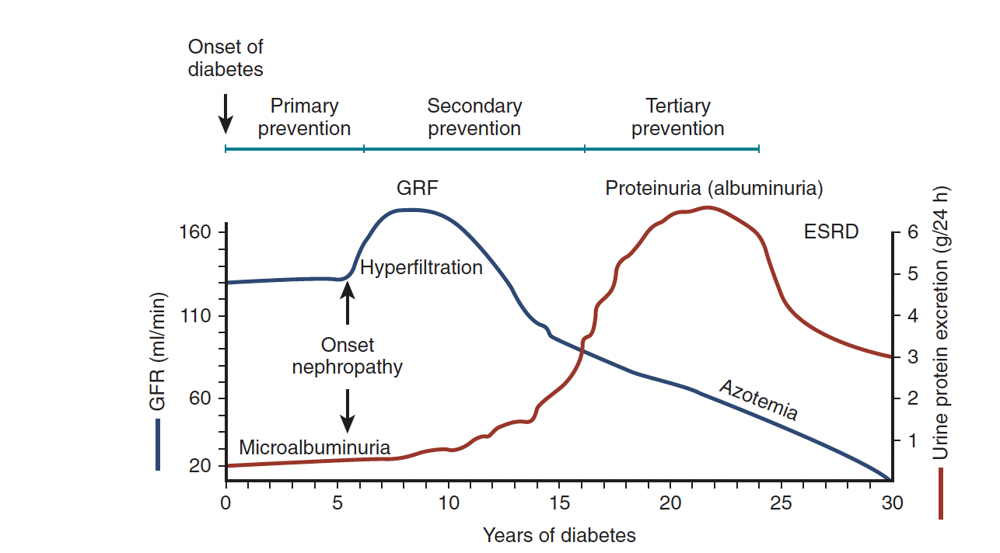 Onset of
diabetes
Primary
prevention
Secondary
prevention
Tertiary
prevention
GRF
Proteinuria (albuminuria)
ESRD
Hyperfiltration
Onset
nephropathy
Microalbuminuria
Azotemia
GFR (ml/min)
160
110
60
20
Urine protein excretion (g/24 h)
6
5
4
3
2
1
0
5
10
15
20
25
30
Years of diabetes